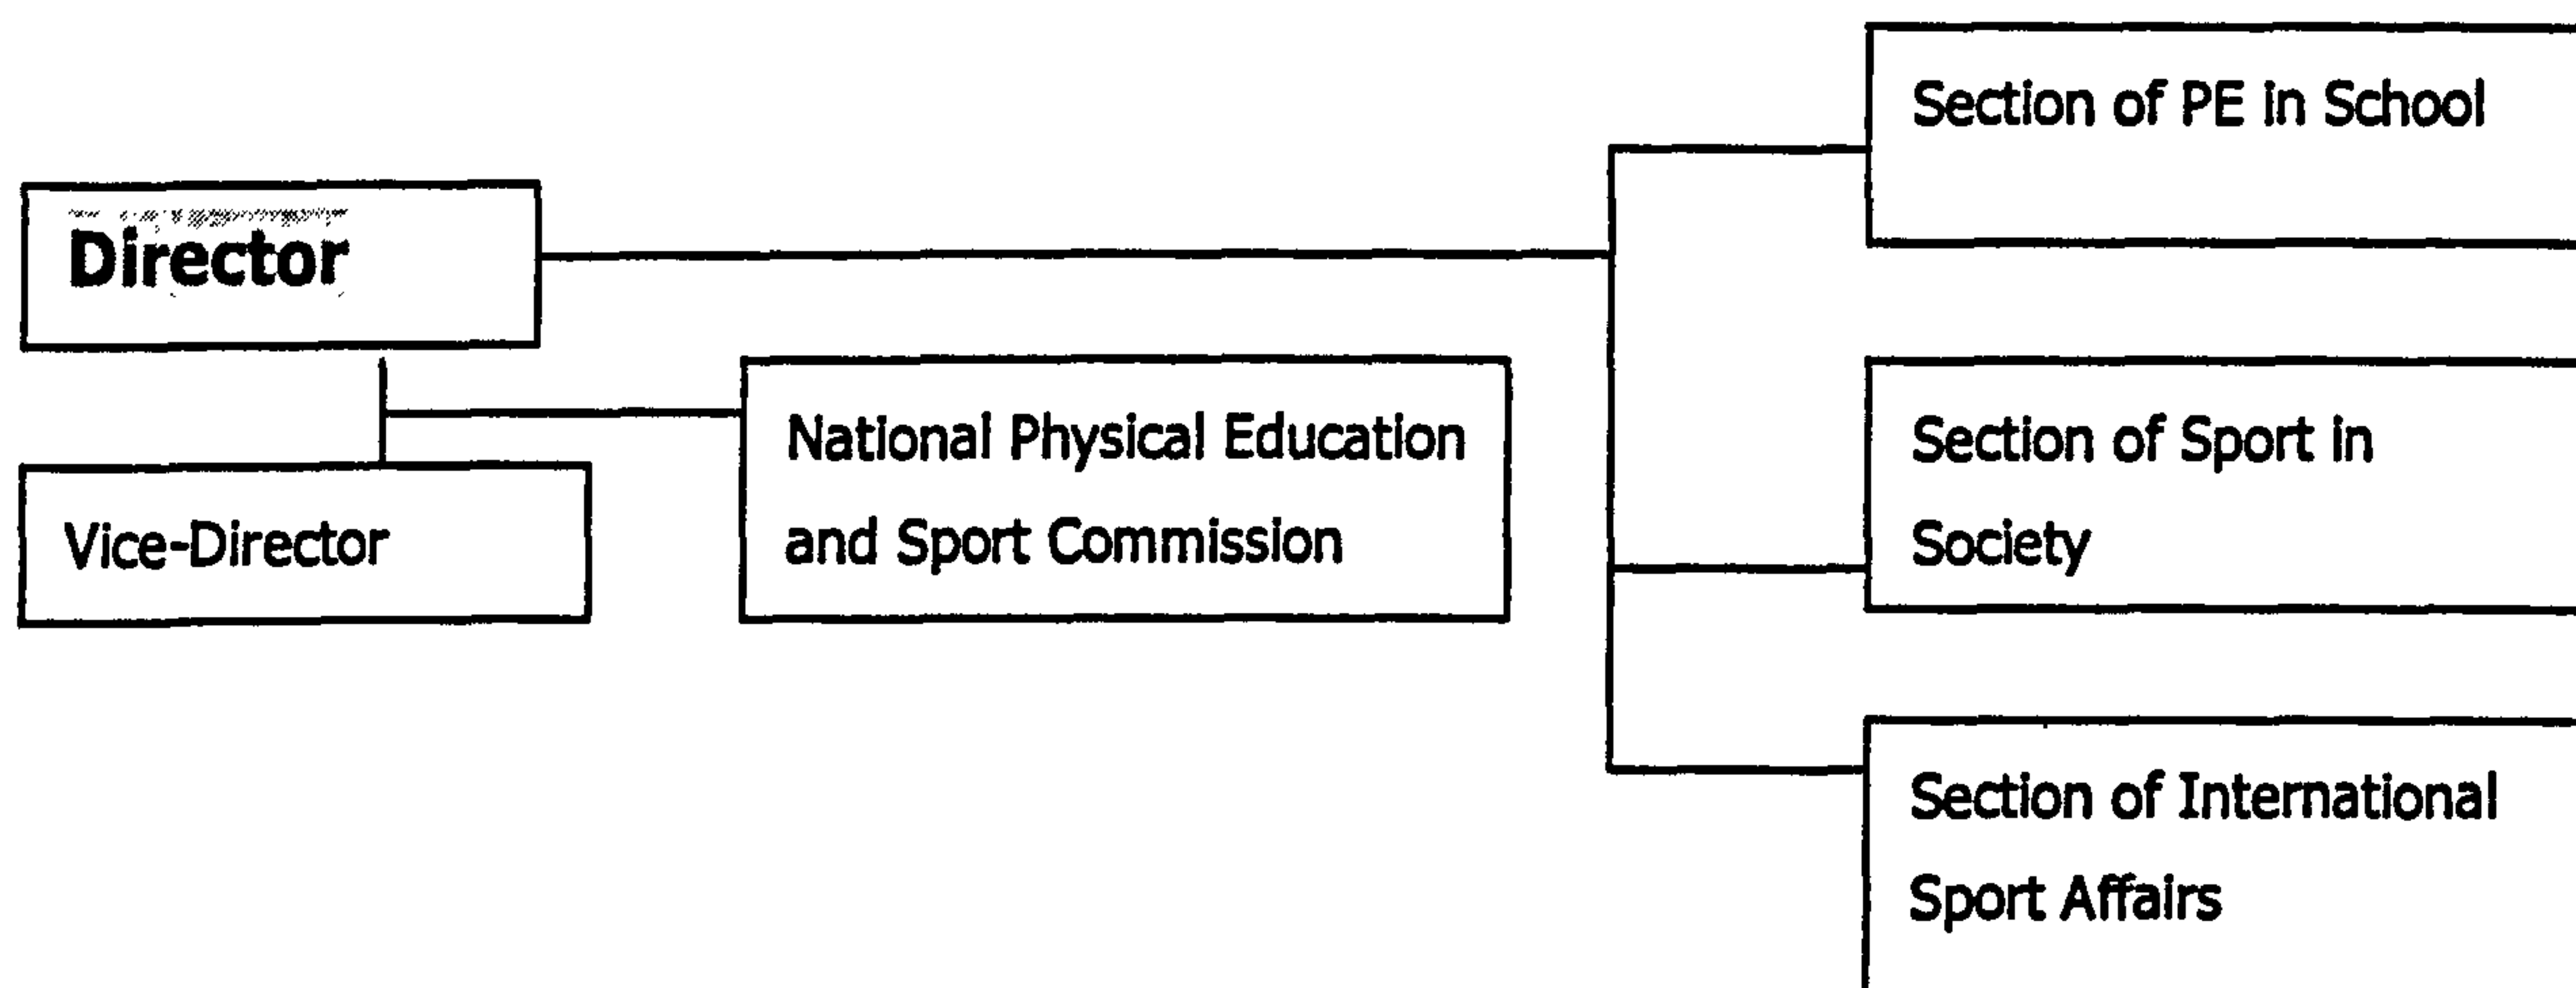 Director
Vice-Director
National Physical Education
and Sport Commission
Section of PE in School
Section of Sport in
Society
Section of International
Sport Affairs